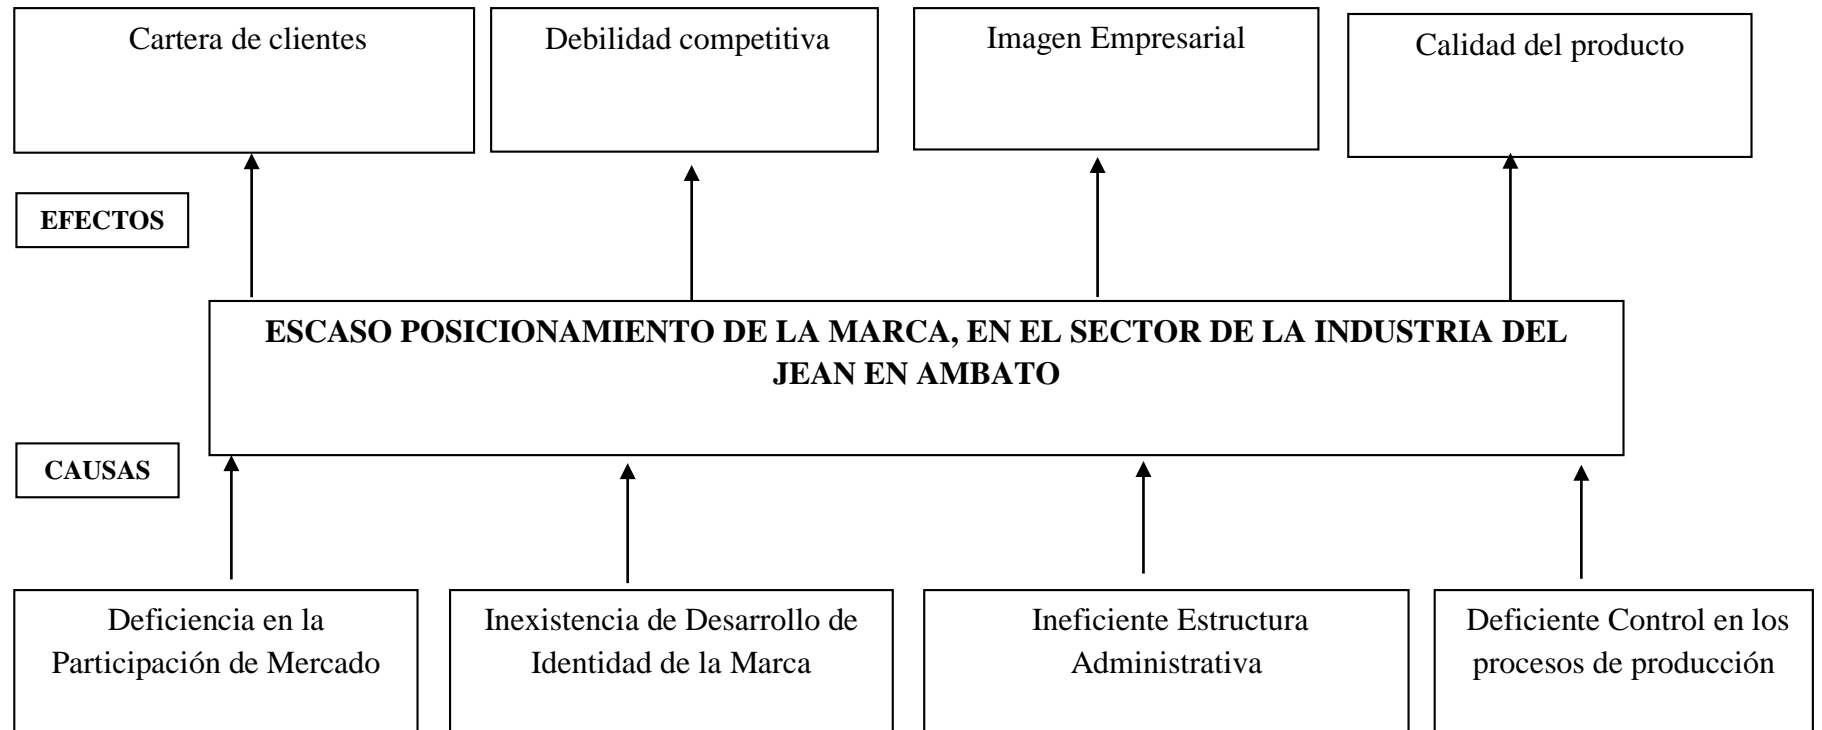 Cartera de clientes
Debilidad competitiva
Imagen Empresarial
Calidad del producto
EFECTOS
ESCASO POSICIONAMIENTO DE LA MARCA, EN EL SECTOR DE LA INDUSTRIA DEL
JEAN EN AMBATO
CAUSAS
Deficiencia en la
Participación de Mercado
Inexistencia de Desarrollo de
Identidad de la Marca
Ineficiente Estructura
Administrativa
Deficiente Control en los
procesos de producción